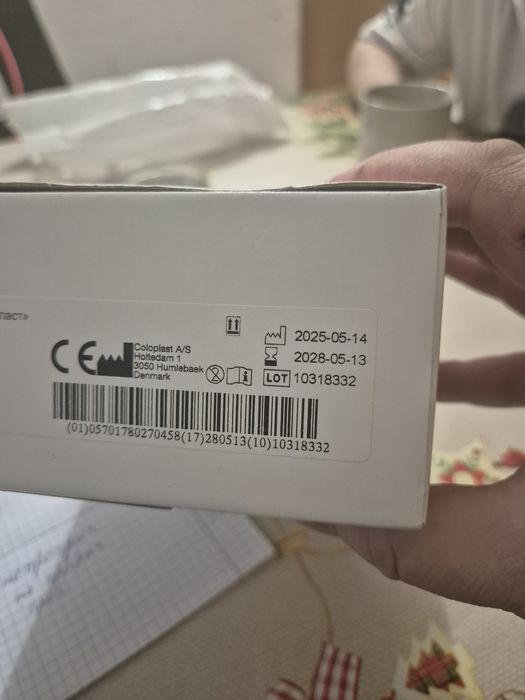 пласт»
CE
Coloplast A/S
Holtedam 1
3050 Humlebaek
Denmark
2025-05-14
2028-05-13
LOT 10318332
(01)05701780270458(17)280513(10)10318332